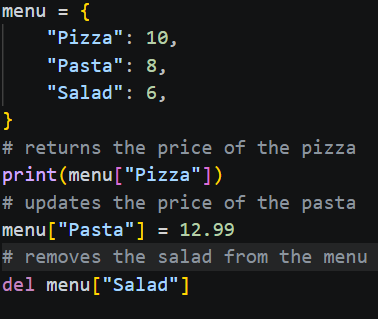 menu = {
    "Pizza": 10,
    "Pasta": 8,
    "Salad": 6,
}
# returns the price of the pizza
print(menu["Pizza"])
# updates the price of the pasta
menu["Pasta"] = 12.99
# removes the salad from the menu
del menu["Salad"]